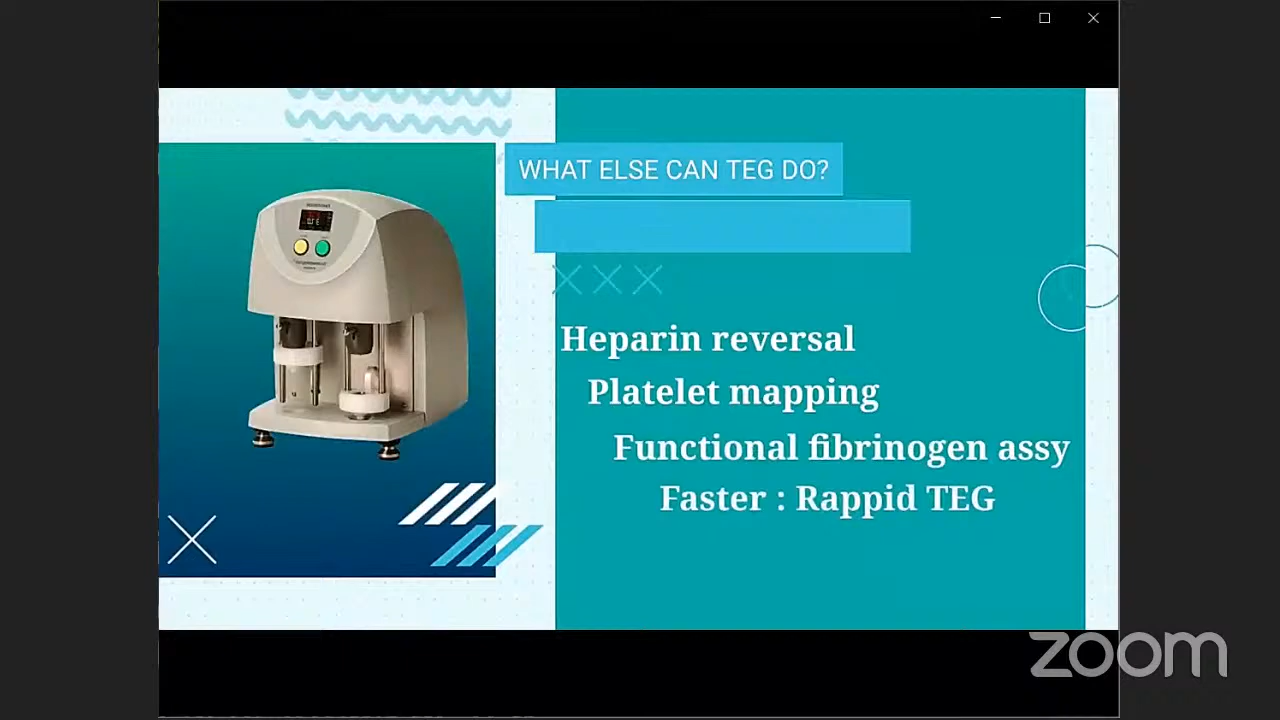 WHAT ELSE CAN TEG DO?
Heparin reversal
Platelet mapping
Functional fibrinogen assy
Faster : Rappid TEG
zoom